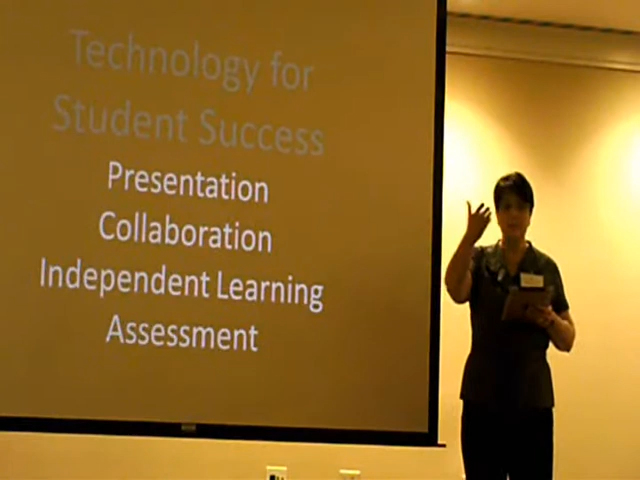 Technology for
Student Success
Presentation
Collaboration
Independent Learning
Assessment